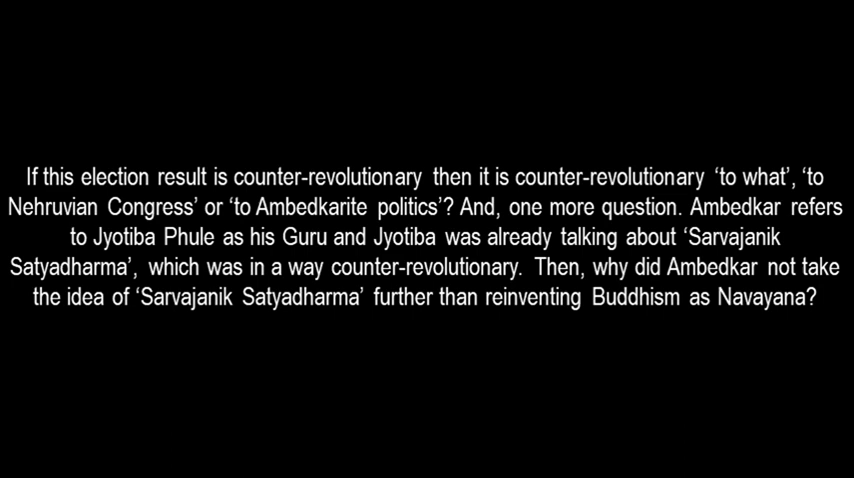 If this election result is counter-revolutionary then it is counter-revolutionary ‘to what’, ‘to
Nehruvian Congress’ or ‘to Ambedkarite politics’? And, one more question. Ambedkar refers
to Jyotiba Phule as his Guru and Jyotiba was already talking about ‘Sarvajanik
Satyadharma’, which was in a way counter-revolutionary. Then, why did Ambedkar not take
the idea of ‘Sarvajanik Satyadharma’ further than reinventing Buddhism as Navayana?